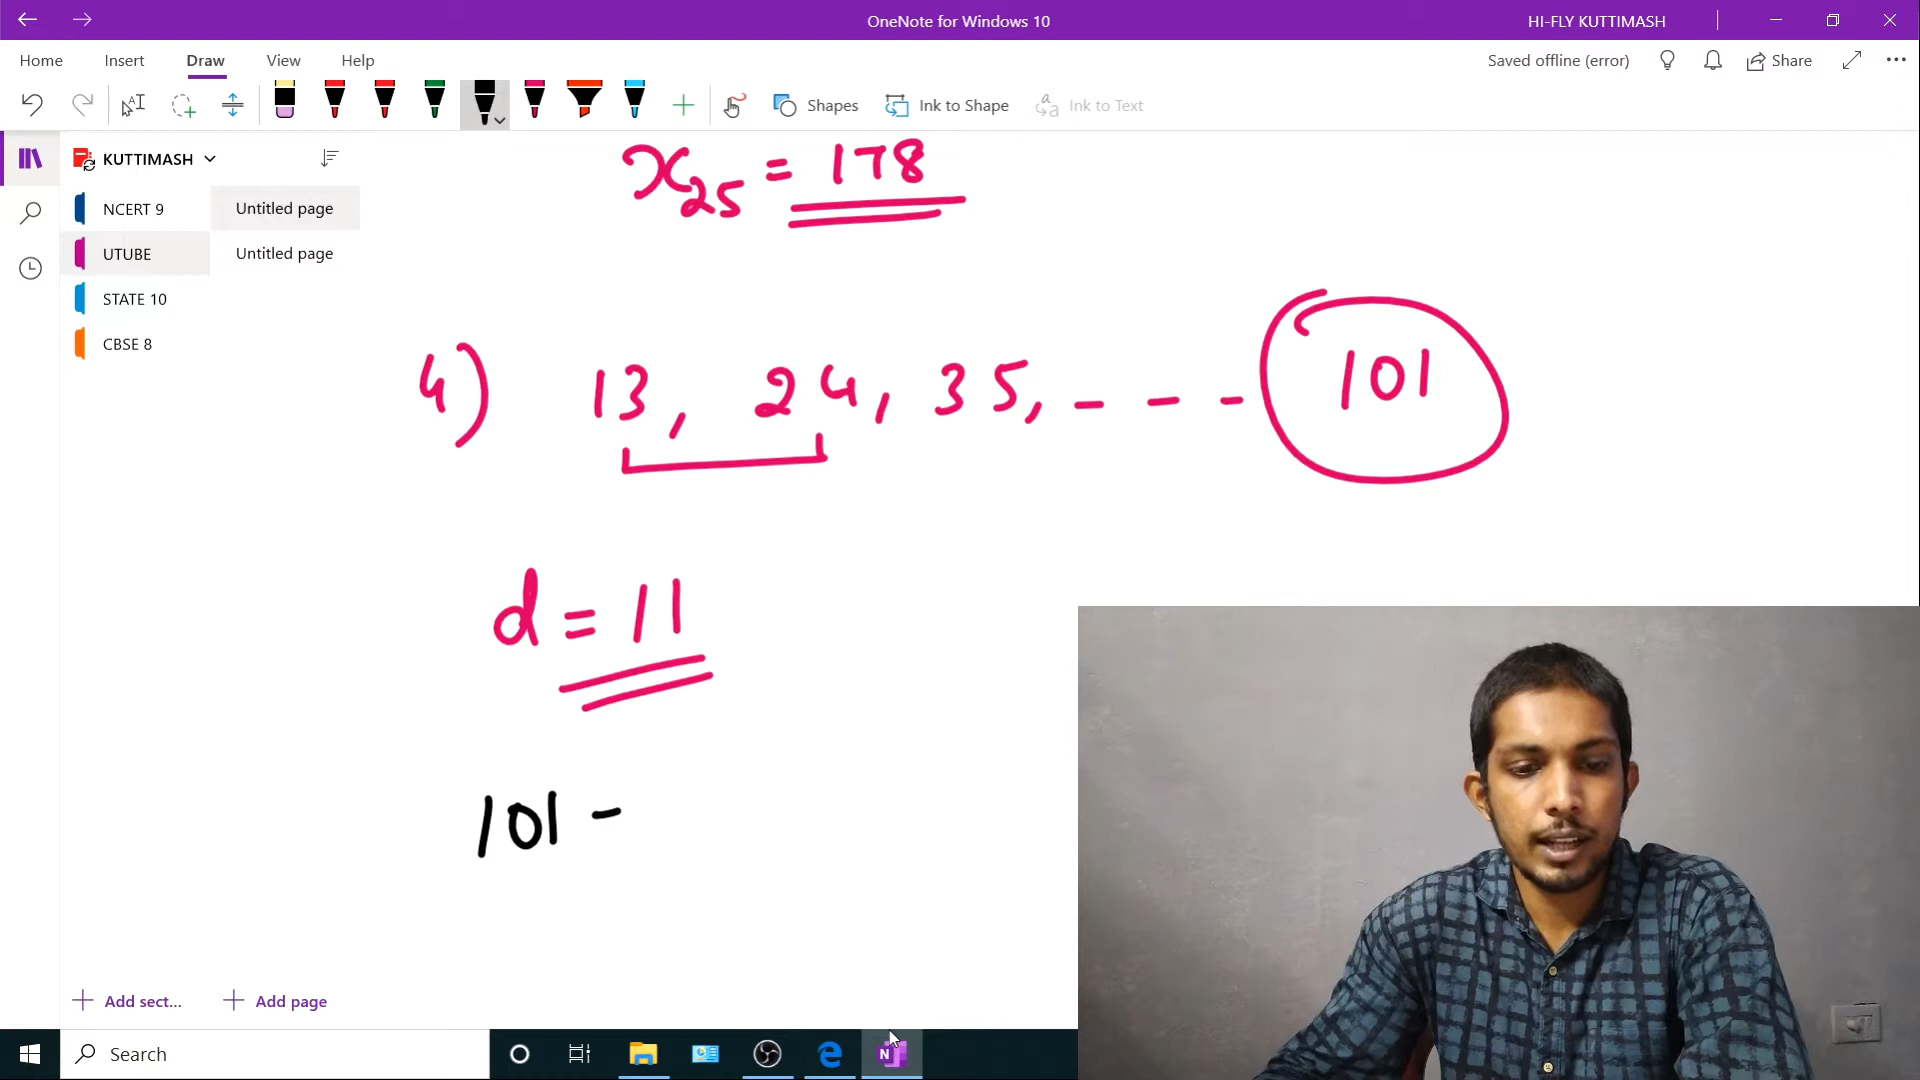 OneNote for Windows 10
HI-FLY KUTTIMASH
Home Insert Draw View Help
Saved offline (error) Share
Shapes Ink to Shape Ink to Text
KUTTIMASH
NCERT 9
UTUBE
STATE 10
CBSE 8
Untitled page
Untitled page
x₂₅ = 178
4) 13, 24, 35, - - - 101
d = 11
101 -
Add sect... Add page
Search